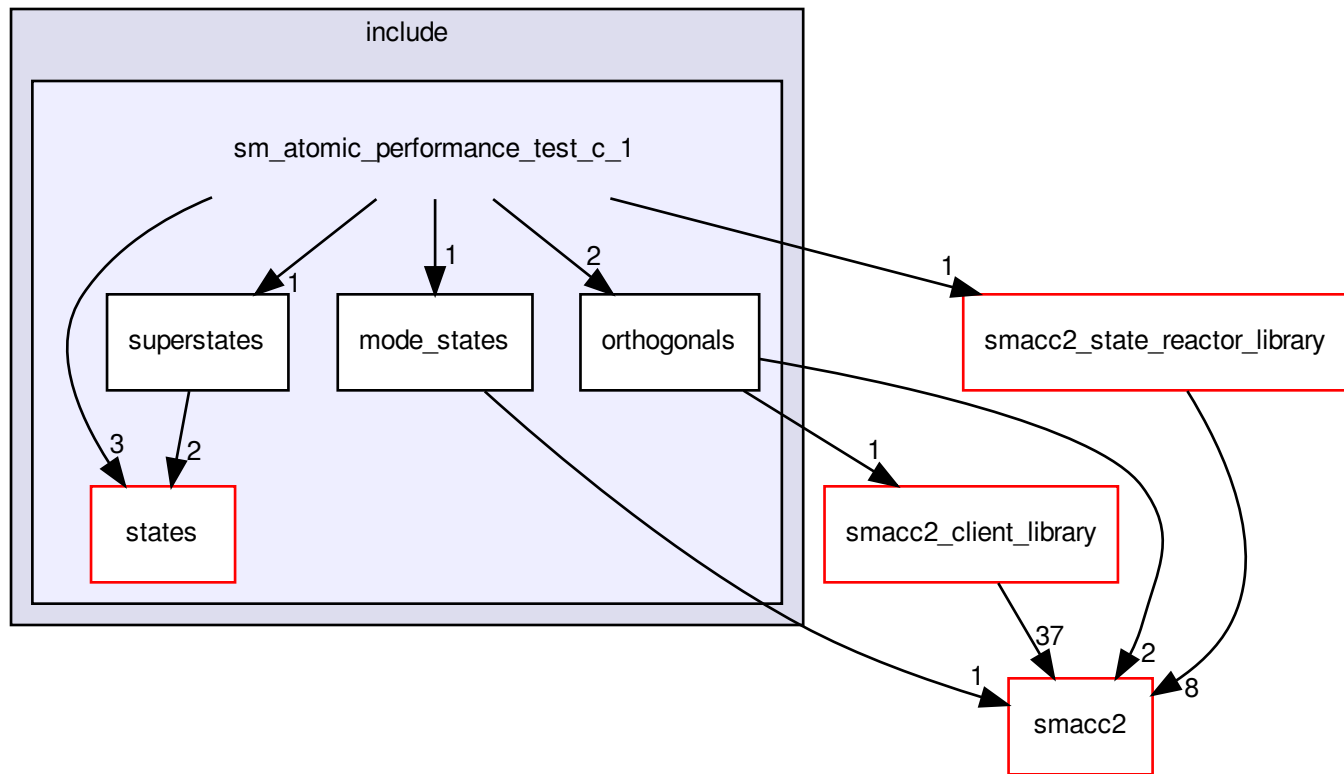 include
sm_atomic_performance_test_c_1
2
1
1
1
superstates
mode_states
orthogonals
smacc2_state_reactor_library
3
2
1
states
smacc2_client_library
37
2
1
8
smacc2